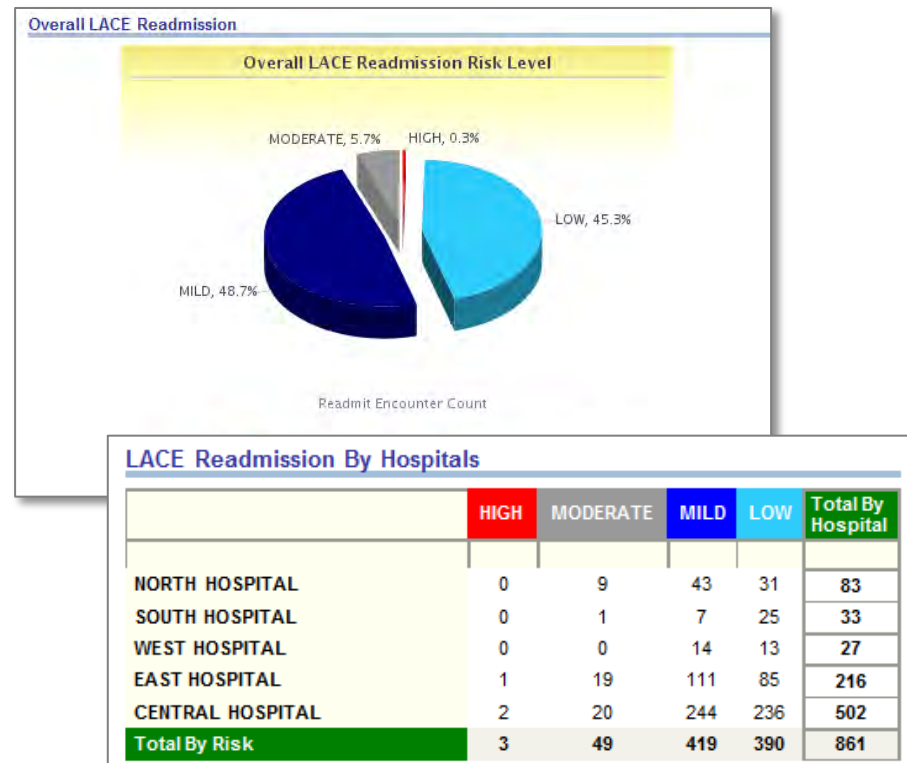 Overall LACE Readmission
Overall LACE Readmission Risk Level
MODERATE, 5.7% HIGH, 0.3%
LOW, 45.3%
MILD, 48.7%
Readmit Encounter Count
LACE Readmission By Hospitals
HIGH MODERATE MILD LOW Total By Hospital
NORTH HOSPITAL 0 9 43 31 83
SOUTH HOSPITAL 0 1 7 25 33
WEST HOSPITAL 0 0 14 13 27
EAST HOSPITAL 1 19 111 85 216
CENTRAL HOSPITAL 2 20 244 236 502
Total By Risk 3 49 419 390 861